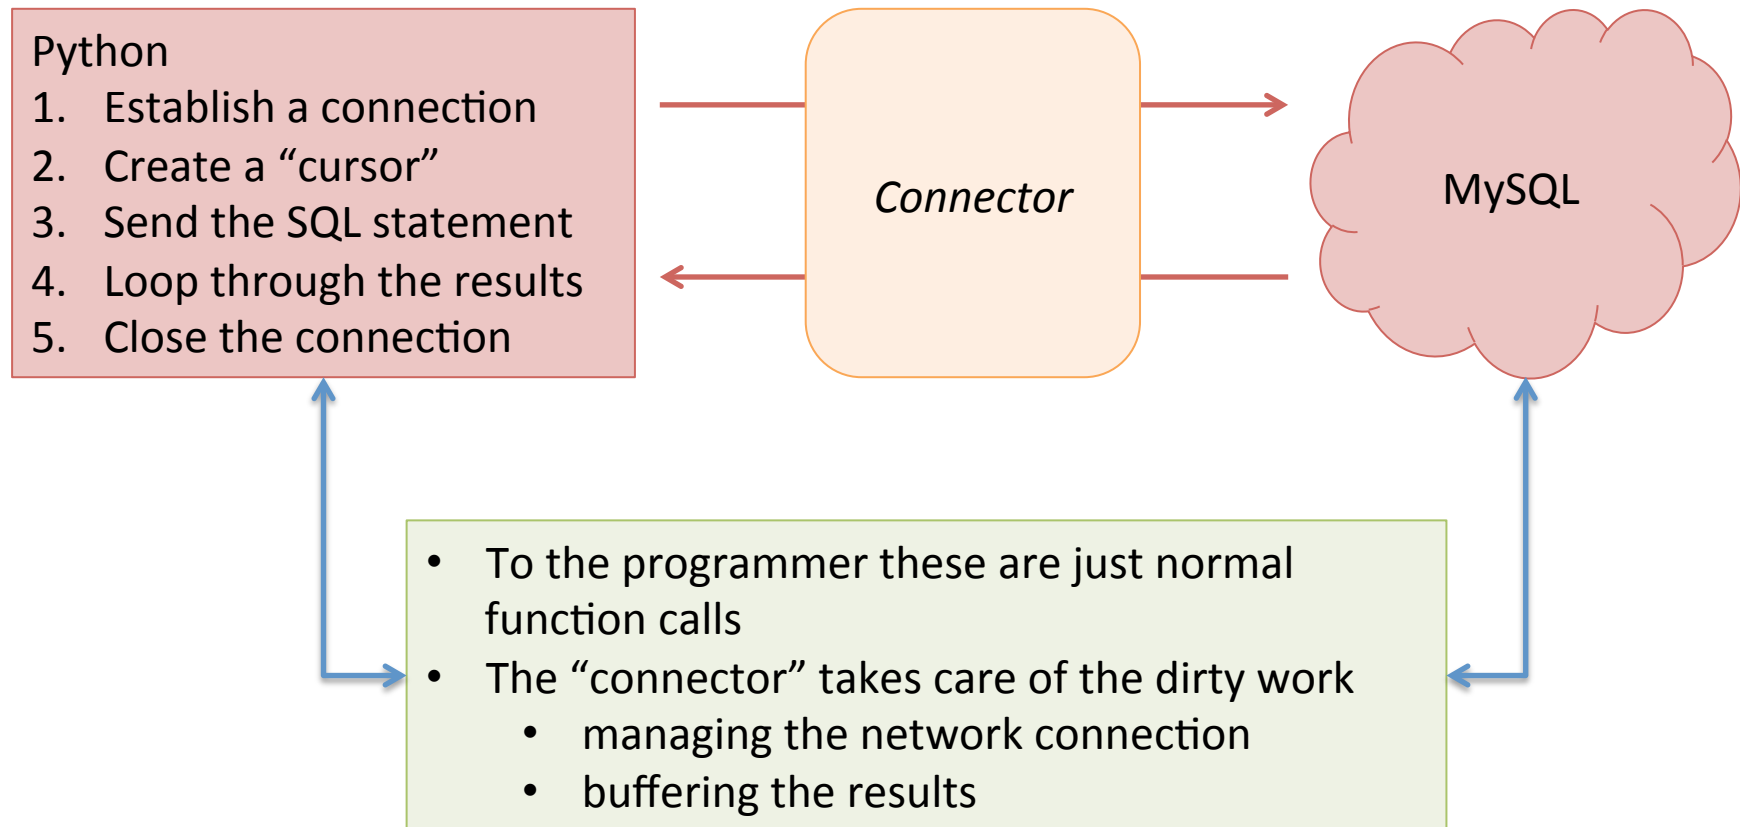 Python
1. Establish a connection
2. Create a “cursor”
3. Send the SQL statement
4. Loop through the results
5. Close the connection
Connector
MySQL
• To the programmer these are just normal
function calls
• The “connector” takes care of the dirty work
• managing the network connection
• buffering the results